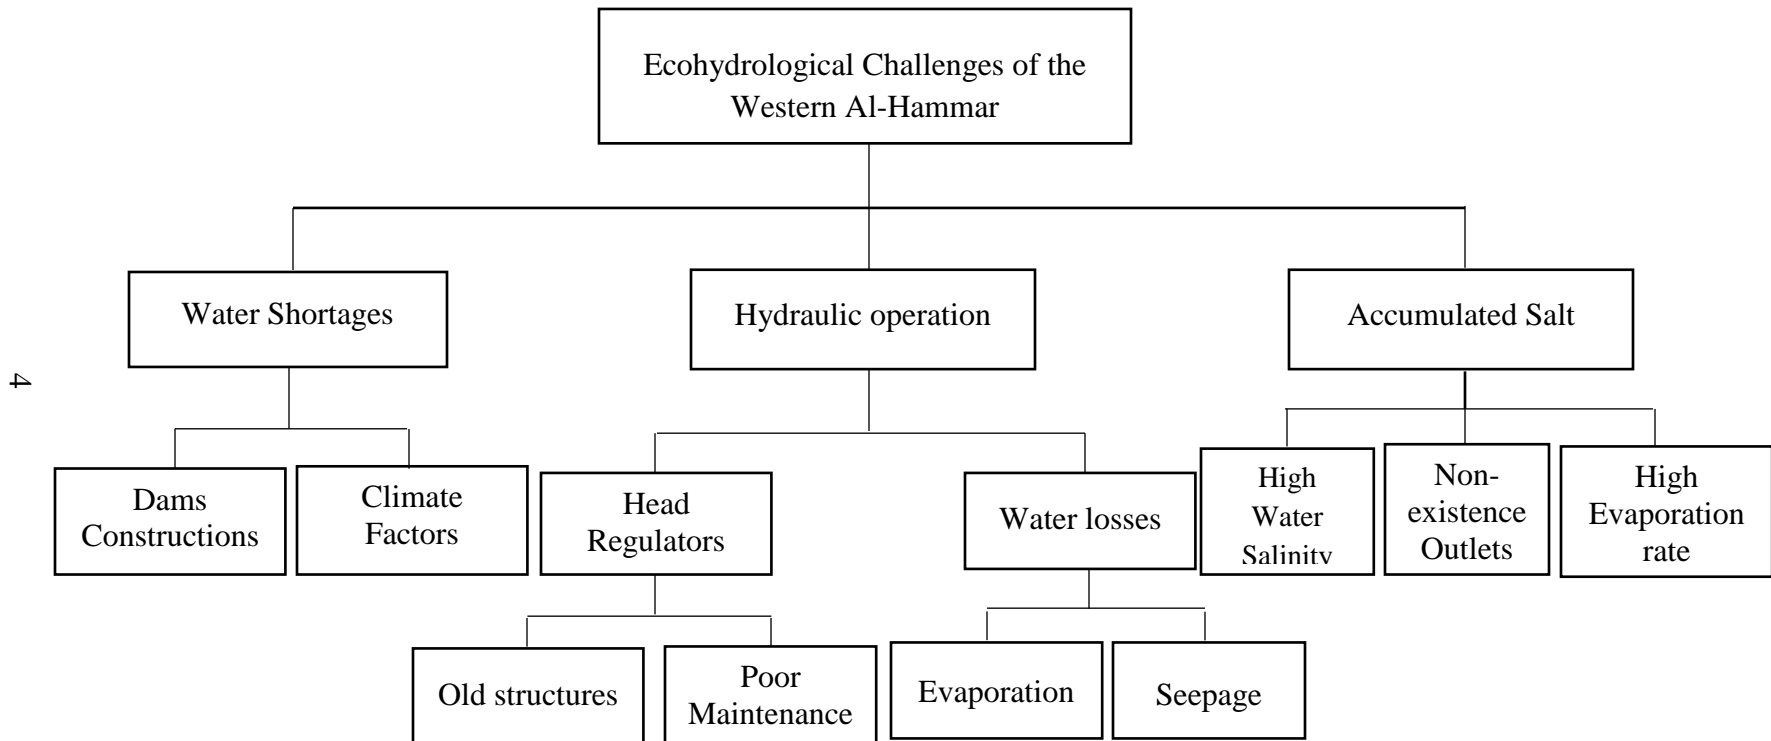 Ecohydrological Challenges of the
Western Al-Hammar
Water Shortages
Hydraulic operation
Accumulated Salt
4
Dams
Constructions
Climate
Factors
Head
Regulators
Water losses
High
Water
Salinity
Non-
existence
Outlets
High
Evaporation
rate
Old structures
Poor
Maintenance
Evaporation
Seepage